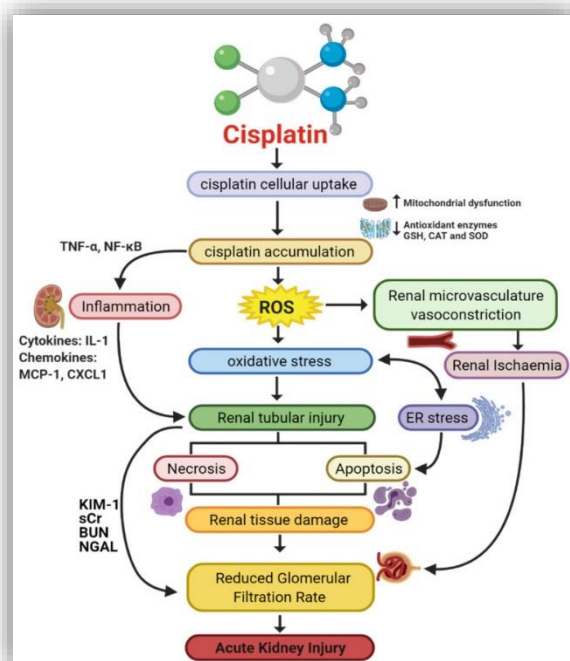 Cisplatin
cisplatin cellular uptake
↑ Mitochondrial dysfunction
↓ Antioxidant enzymes
GSH, CAT and SOD
TNF-α, NF-κB
cisplatin accumulation
Inflammation
ROS
Renal microvasculature
vasoconstriction
Cytokines: IL-1
Chemokines:
MCP-1, CXCL1
oxidative stress
Renal Ischaemia
Renal tubular injury
ER stress
Necrosis
Apoptosis
KIM-1
sCr
BUN
NGAL
Renal tissue damage
Reduced Glomerular
Filtration Rate
Acute Kidney Injury